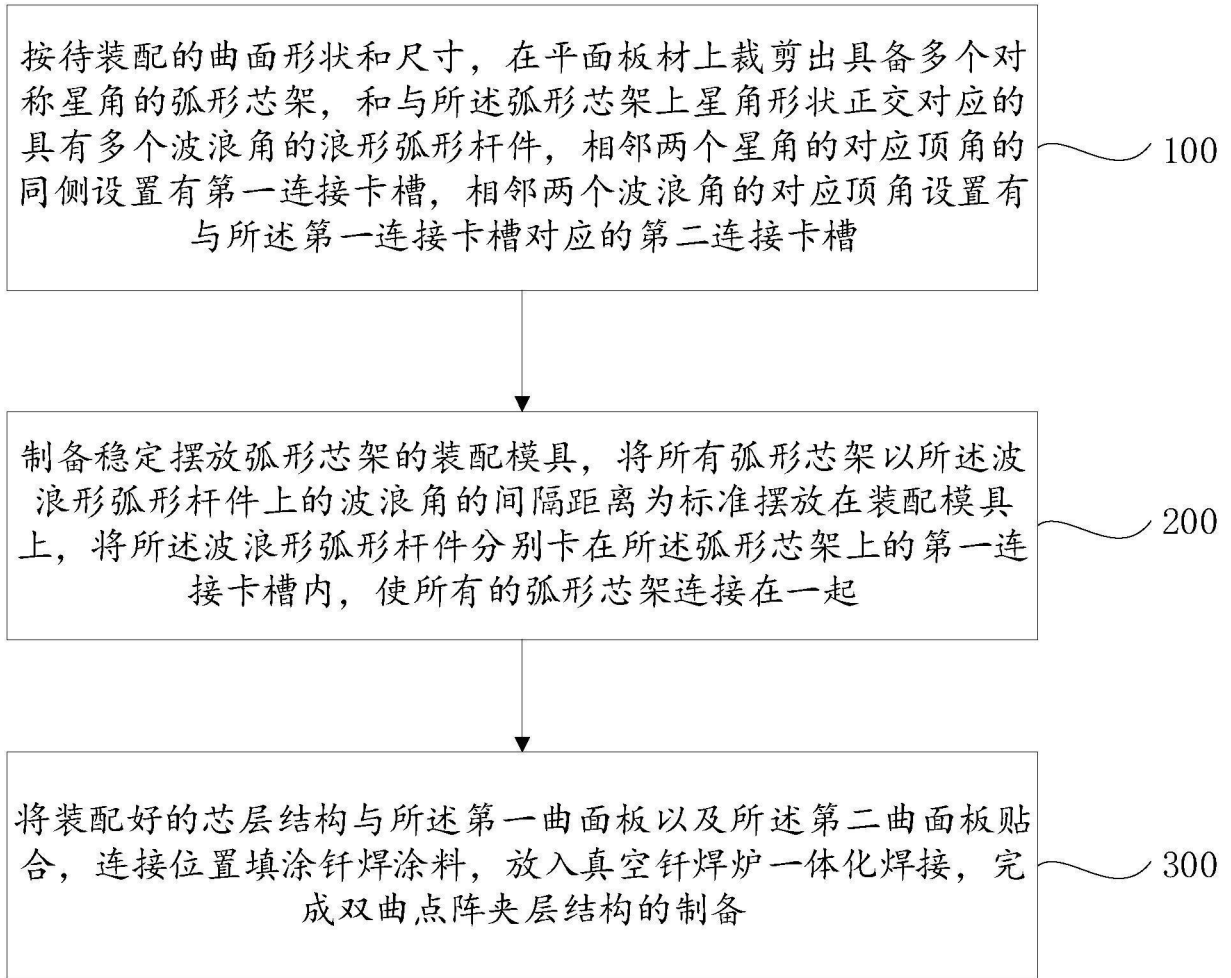 按待装配的曲面形状和尺寸，在平面板材上裁剪出具备多个对
称星角的弧形芯架，和与所述弧形芯架上星角形状正交对应的
具有多个波浪角的浪形弧形杆件，相邻两个星角的对应顶角的
同侧设置有第一连接卡槽，相邻两个波浪角的对应顶角设置有
与所述第一连接卡槽对应的第二连接卡槽
100
制备稳定摆放弧形芯架的装配模具，将所有弧形芯架以所述波
浪形弧形杆件上的波浪角的间隔距离为标准摆放在装配模具
上，将所述波浪形弧形杆件分别卡在所述弧形芯架上的第一连
接卡槽内，使所有的弧形芯架连接在一起
200
将装配好的芯层结构与所述第一曲面板以及所述第二曲面板贴
合，连接位置填涂钎焊涂料，放入真空钎焊炉一体化焊接，完
成双曲点阵夹层结构的制备
300